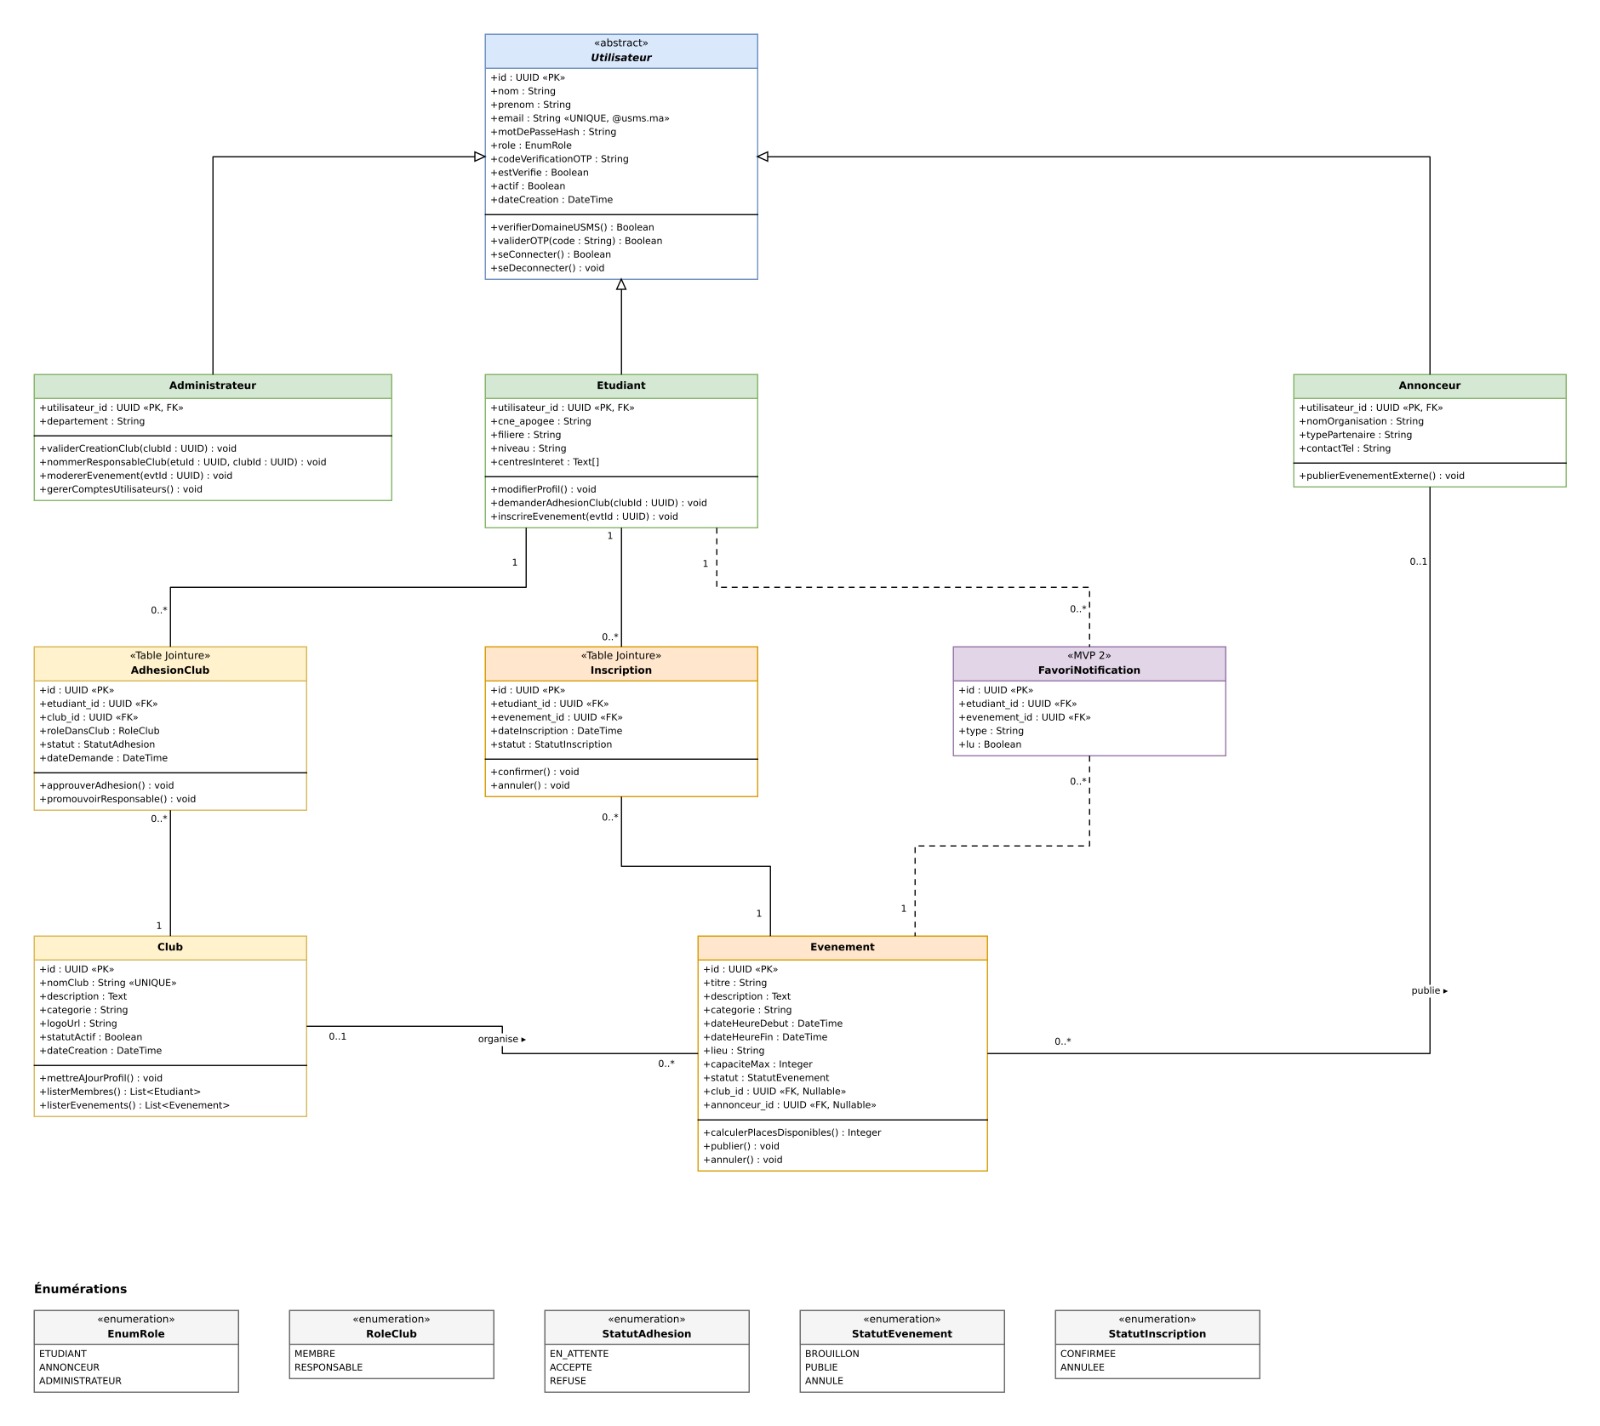 «abstract»
Utilisateur
+id : UUID «PK»
+nom : String
+prenom : String
+email : String «UNIQUE, @usms.ma»
+motDePasseHash : String
+role : EnumRole
+codeVerificationOTP : String
+estVerifie : Boolean
+actif : Boolean
+dateCreation : DateTime
+verifierDomaineUSMS() : Boolean
+validerOTP(code : String) : Boolean
+seConnecter() : Boolean
+seDeconnecter() : void
Administrateur
+utilisateur_id : UUID «PK, FK»
+departement : String
+validerCreationClub(clubId : UUID) : void
+nommerResponsableClub(etuId : UUID, clubId : UUID) : void
+modererEvenement(evtId : UUID) : void
+gererComptesUtilisateurs() : void
Etudiant
+utilisateur_id : UUID «PK, FK»
+cne_apogee : String
+filiere : String
+niveau : String
+centresInteret : Text[]
+modifierProfil() : void
+demanderAdhesionClub(clubId : UUID) : void
+inscrireEvenement(evtId : UUID) : void
Annonceur
+utilisateur_id : UUID «PK, FK»
+nomOrganisation : String
+typePartenaire : String
+contactTel : String
+publierEvenementExterne() : void
1
1
1
0..1
0..*
0..*
0..*
«Table Jointure»
AdhesionClub
+id : UUID «PK»
+etudiant_id : UUID «FK»
+club_id : UUID «FK»
+roleDansClub : RoleClub
+statut : StatutAdhesion
+dateDemande : DateTime
+approuverAdhesion() : void
+promouvoirResponsable() : void
«Table Jointure»
Inscription
+id : UUID «PK»
+etudiant_id : UUID «FK»
+evenement_id : UUID «FK»
+dateInscription : DateTime
+statut : StatutInscription
+confirmer() : void
+annuler() : void
«MVP 2»
FavoriNotification
+id : UUID «PK»
+etudiant_id : UUID «FK»
+evenement_id : UUID «FK»
+type : String
+lu : Boolean
0..*
0..*
0..*
1
1
1
Club
+id : UUID «PK»
+nomClub : String «UNIQUE»
+description : Text
+categorie : String
+logoUrl : String
+statutActif : Boolean
+dateCreation : DateTime
+mettreAJourProfil() : void
+listerMembres() : List<Etudiant>
+listerEvenements() : List<Evenement>
0..1
organise ▸
0..*
Evenement
+id : UUID «PK»
+titre : String
+description : Text
+categorie : String
+dateHeureDebut : DateTime
+dateHeureFin : DateTime
+lieu : String
+capaciteMax : Integer
+statut : StatutEvenement
+club_id : UUID «FK, Nullable»
+annonceur_id : UUID «FK, Nullable»
+calculerPlacesDisponibles() : Integer
+publier() : void
+annuler() : void
publie ▸
0..*
Énumérations
«enumeration»
EnumRole
ETUDIANT
ANNONCEUR
ADMINISTRATEUR
«enumeration»
RoleClub
MEMBRE
RESPONSABLE
«enumeration»
StatutAdhesion
EN_ATTENTE
ACCEPTE
REFUSE
«enumeration»
StatutEvenement
BROUILLON
PUBLIE
ANNULE
«enumeration»
StatutInscription
CONFIRMEE
ANNULEE